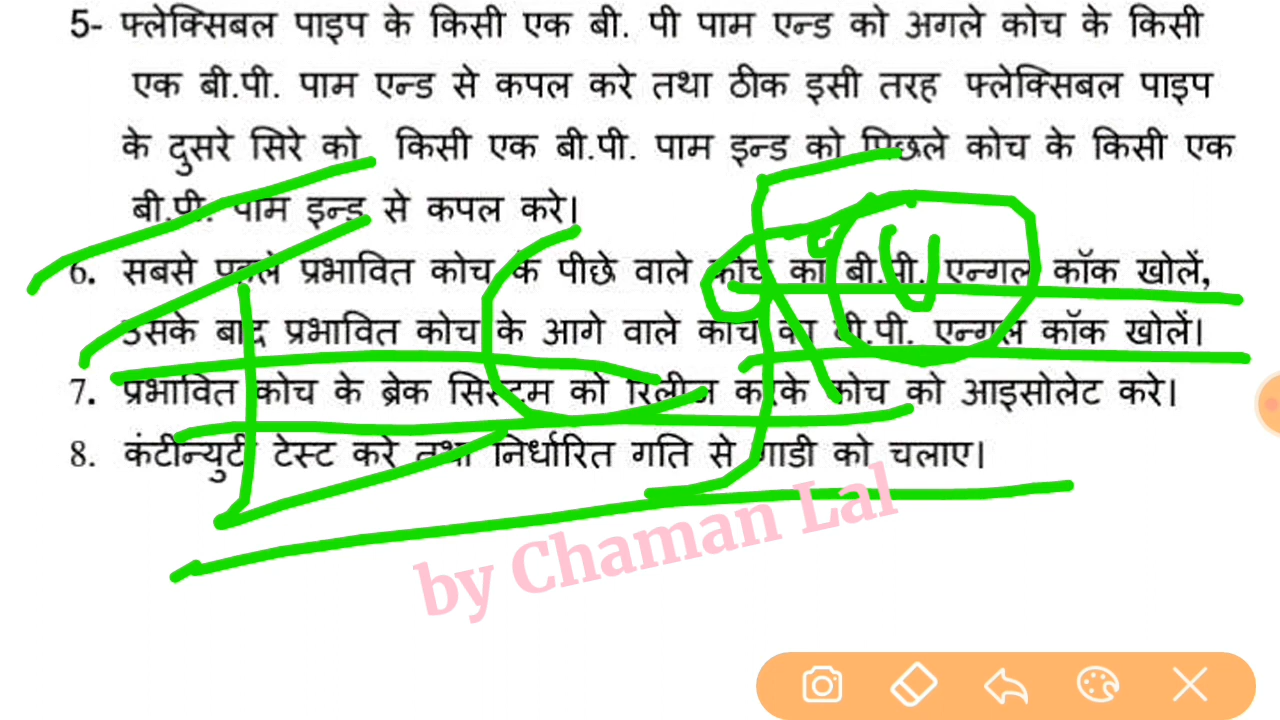 5- फ्लेक्सिबल पाइप के किसी एक बी. पी पाम एन्ड को अगले कोच के किसी
एक बी.पी. पाम एन्ड से कपल करे तथा ठीक इसी तरह फ्लेक्सिबल पाइप
के दुसरे सिरे को किसी एक बी.पी. पाम इन्ड को पिछले कोच के किसी एक
बी.पी. पाम इन्ड से कपल करे।
6. सबसे पहले प्रभावित कोच के पीछे वाले कोच का बी.पी. एन्गल कॉक खोलें,
उसके बाद प्रभावित कोच के आगे वाले कोच का बी.पी. एन्गल कॉक खोलें।
7. प्रभावित कोच के ब्रेक सिस्टम को रिलीज करके कोच को आइसोलेट करे।
8. कंटीन्युटी टेस्ट करे तथा निर्धारित गति से गाडी को चलाए।
by Chaman Lal